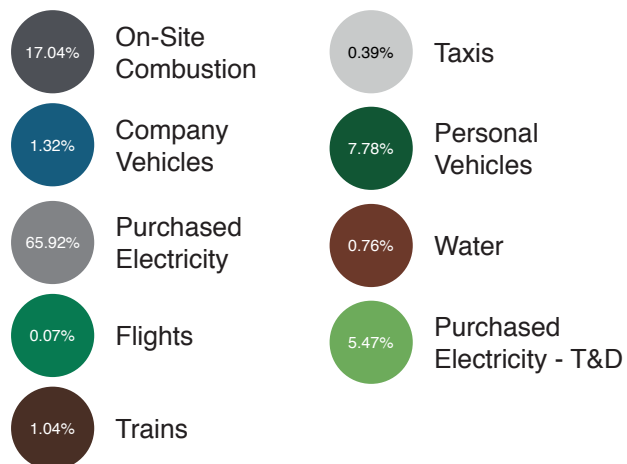 17.04%
On-Site
Combustion
1.32%
Company
Vehicles
65.92%
Purchased
Electricity
0.07%
Flights
1.04%
Trains
0.39%
Taxis
7.78%
Personal
Vehicles
0.76%
Water
5.47%
Purchased
Electricity - T&D